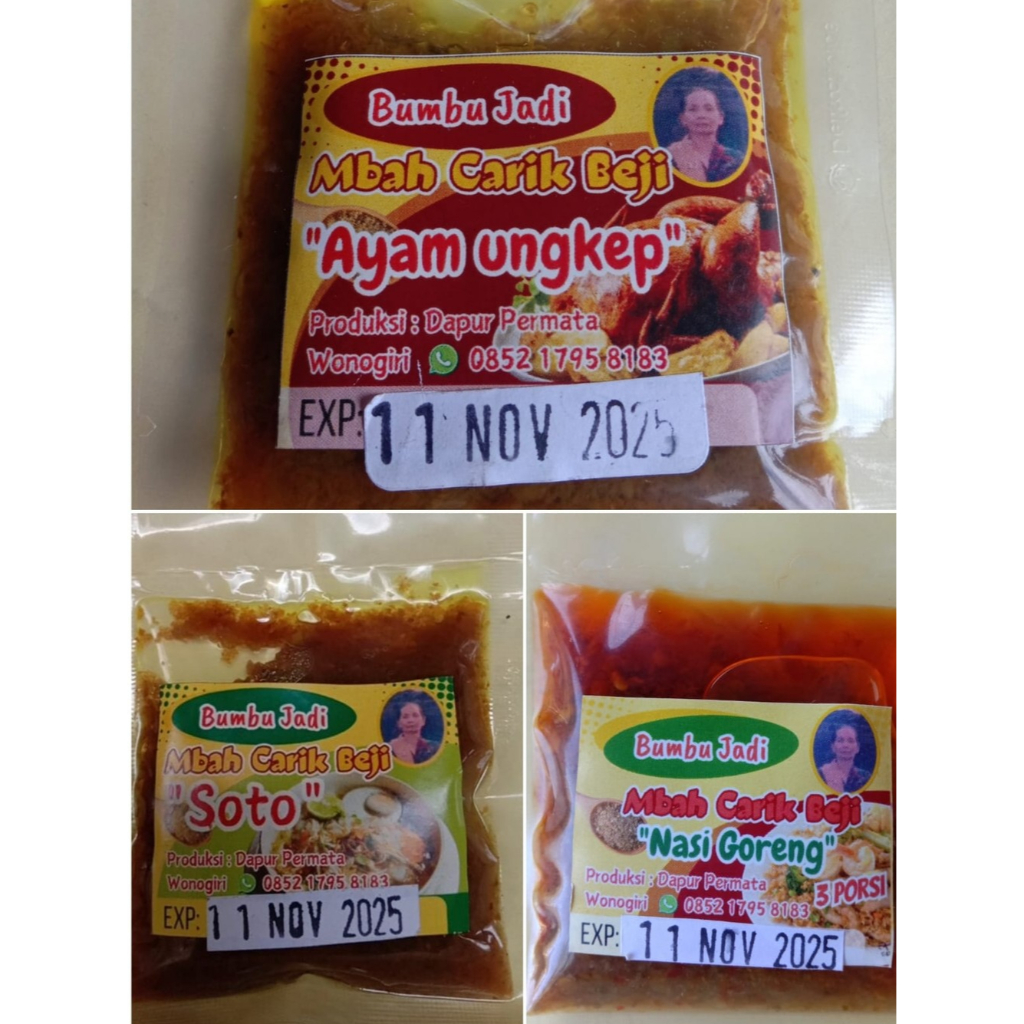 Bumbu Jadi
Mbah Carik Beji
"Ayam ungkep"
Produksi : Dapur Permata
Wonogiri 0852 1795 8183
EXP: 11 NOV 2025
Bumbu Jadi
Mbah Carik Beji
"Soto"
Produksi : Dapur Permata
Wonogiri 0852 1795 8183
EXP: 11 NOV 2025
Bumbu Jadi
Mbah Carik Beji
"Nasi Goreng"
3 PORSI
Produksi : Dapur Permata
Wonogiri 0852 1795 8183
EXP: 11 NOV 2025